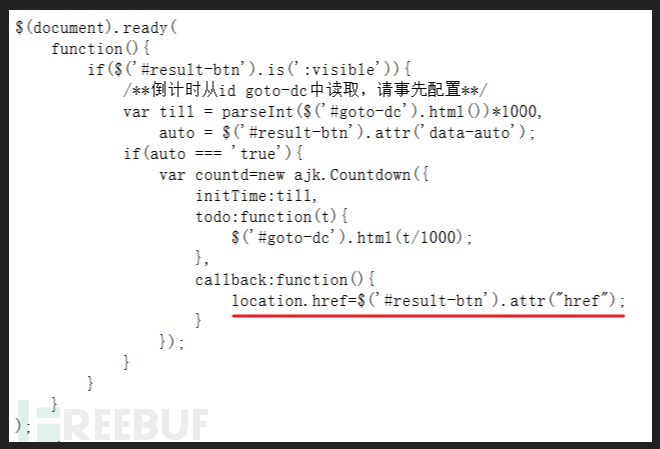 $(document).ready(
    function(){
        if($('#result-btn').is(':visible')){
            /**倒计时从id goto-dc中读取，请事先配置**/
            var till = parseInt($('#goto-dc').html())*1000,
                auto = $('#result-btn').attr('data-auto');
            if(auto === 'true'){
                var countd=new ajk.Countdown({
                    initTime:till,
                    todo:function(t){
                        $('#goto-dc').html(t/1000);
                    },
                    callback:function(){
                        location.href=$('#result-btn').attr("href");
                    }
                });
            }
        }
    }
);
FREEBUF